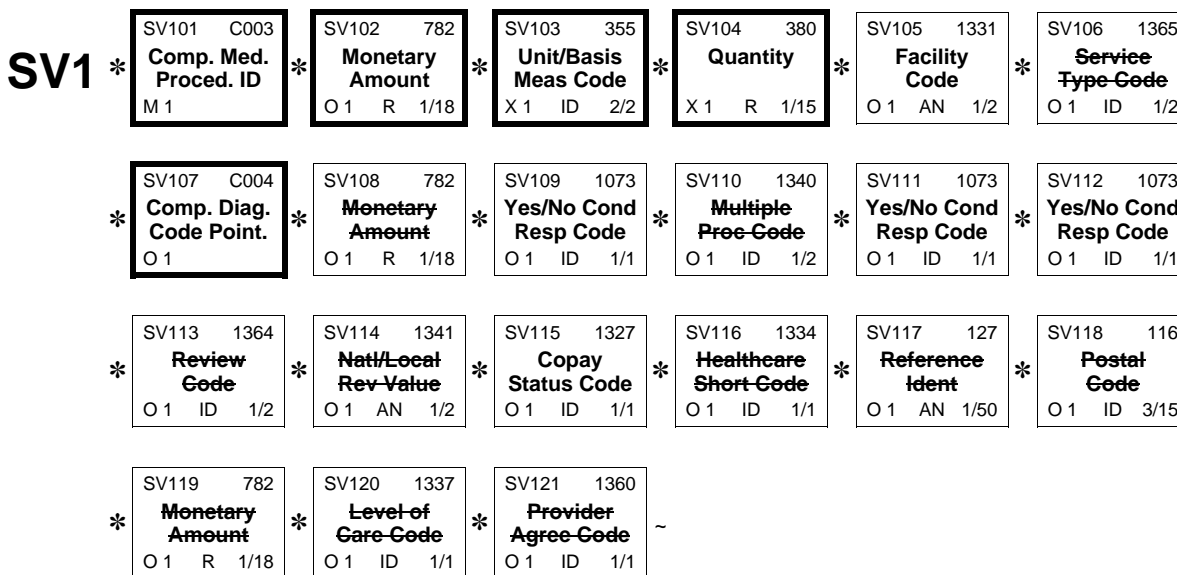 SV1 * SV101 C003 * SV102 782 * SV103 355 * SV104 380 * SV105 1331 * SV106 1365
Comp. Med. Monetary Unit/Basis Quantity Facility Service
Proced. ID Amount Meas Code Code Type Code
M 1 O 1 R 1/18 X 1 ID 2/2 X 1 R 1/15 O 1 AN 1/2 O 1 ID 1/2
* SV107 C004 * SV108 782 * SV109 1073 * SV110 1340 * SV111 1073 * SV112 1073
Comp. Diag. Monetary Yes/No Cond Multiple Yes/No Cond Yes/No Cond
Code Point. Amount Resp Code Proc Code Resp Code Resp Code
O 1 O 1 R 1/18 O 1 ID 1/1 O 1 ID 1/2 O 1 ID 1/1 O 1 ID 1/1
* SV113 1364 * SV114 1341 * SV115 1327 * SV116 1334 * SV117 127 * SV118 116
Review Natl/Local Copay Healthcare Reference Postal
Code Rev Value Status Code Short Code Ident Code
O 1 ID 1/2 O 1 AN 1/2 O 1 ID 1/1 O 1 ID 1/1 O 1 AN 1/50 O 1 ID 3/15
* SV119 782 * SV120 1337 * SV121 1360 ~
Monetary Level of Provider
Amount Care Code Agree Code
O 1 R 1/18 O 1 ID 1/1 O 1 ID 1/1